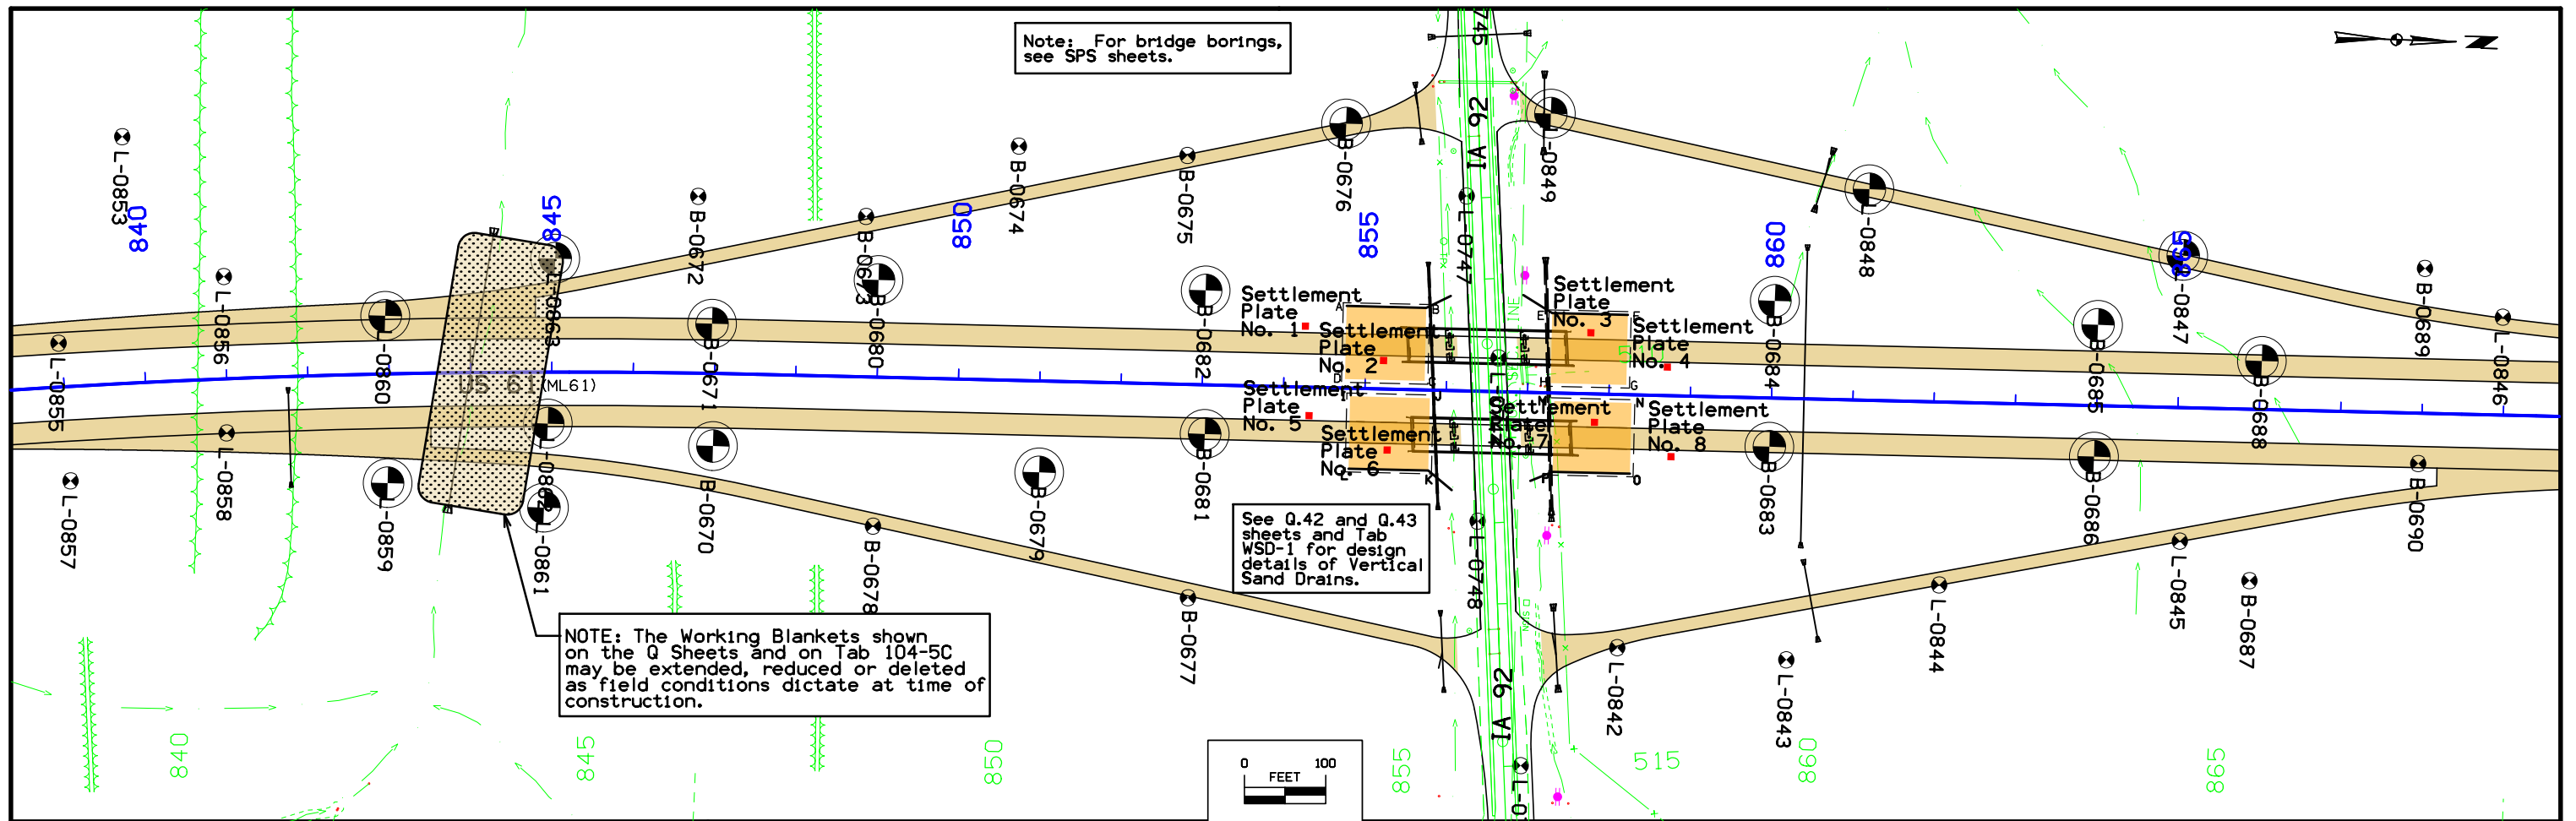 Note: For bridge borings,
see SPS sheets.
N
745
IA 92
L-0853
840
845
850
855
860
865
L-0856
L-0855
L-0860
L-0863
B-0672
B-0671
B-0673
B-0680
B-0674
B-0675
B-0682
B-0676
L-0747
L-0849
L-0848
L-0847
B-0689
L-0846
B-0684
B-0685
B-0688
Settlement
Plate
No. 1
Settlement
Plate
No. 2
Settlement
Plate
No. 3
Settlement
Plate
No. 4
Settlement
Plate
No. 5
Settlement
Plate
No. 6
Settlement
Plate
No. 7
Settlement
Plate
No. 8
A
B
D
E
F
G
H
M
N
L
K
P
O
US 61 (ML61)
L-0857
L-0858
L-0859
L-0861
B-0670
B-0678
B-0679
B-0681
B-0677
L-0748
B-0683
B-0686
B-0690
L-0845
B-0687
L-0844
L-0843
L-0842
See Q.42 and Q.43
sheets and Tab
WSD-1 for design
details of Vertical
Sand Drains.
NOTE: The Working Blankets shown
on the Q Sheets and on Tab 104-5C
may be extended, reduced or deleted
as field conditions dictate at time of
construction.
IA 92
840
845
850
855
515
860
865
0 100
FEET